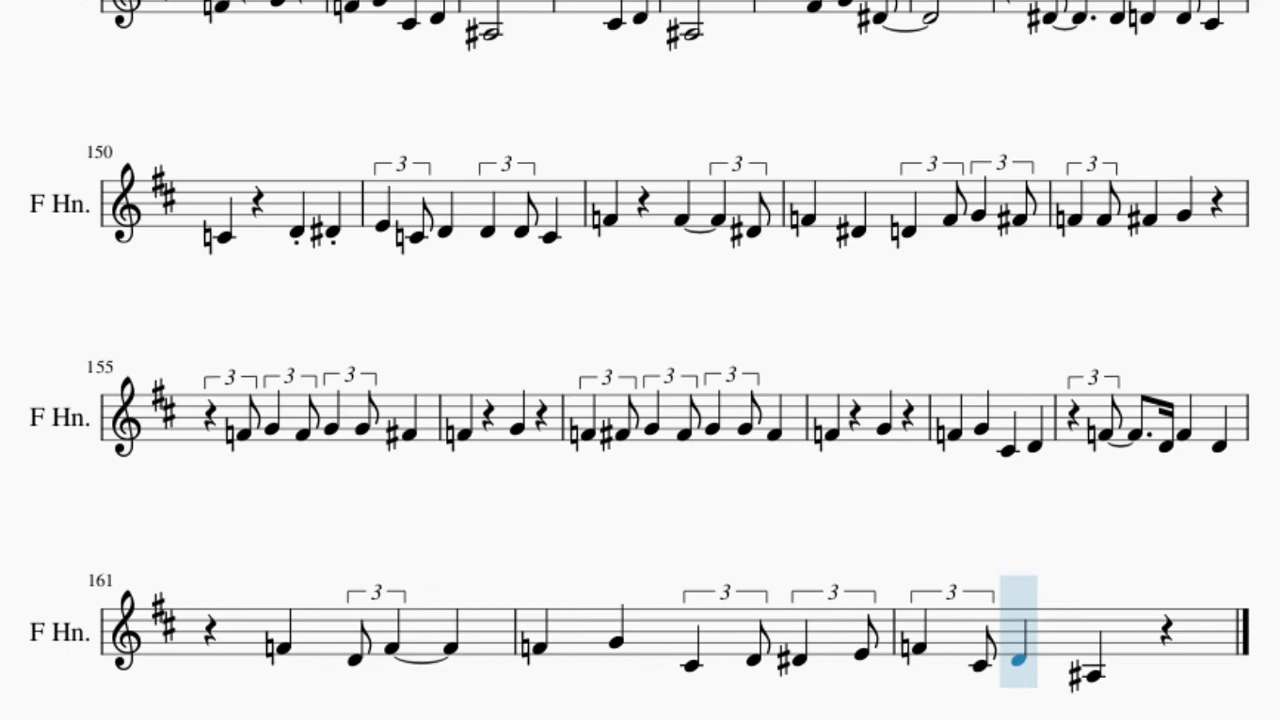 150
3 3 3 3 3 3
F Hn.
155
3 3 3 3 3 3 3
F Hn.
161
3 3 3 3
F Hn.